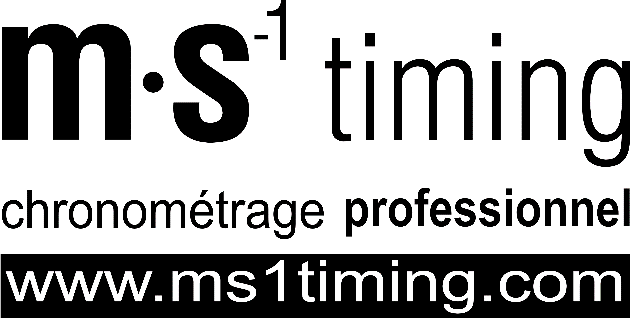 m·s⁻¹ timing
chronométrage professionnel
www.ms1timing.com